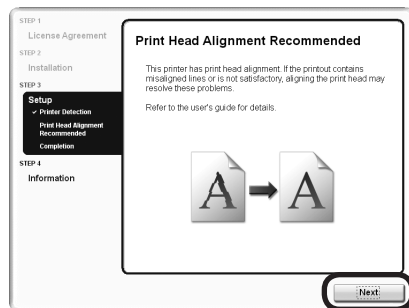 STEP 1
License Agreement
STEP 2
Installation
STEP 3
Setup
Printer Detection
Print Head Alignment
Recommended
Completion
STEP 4
Information
Print Head Alignment Recommended
This printer has print head alignment. If the printout contains
misaligned lines or is not satisfactory, aligning the print head may
resolve these problems.
Refer to the user's guide for details.
A
A
Next